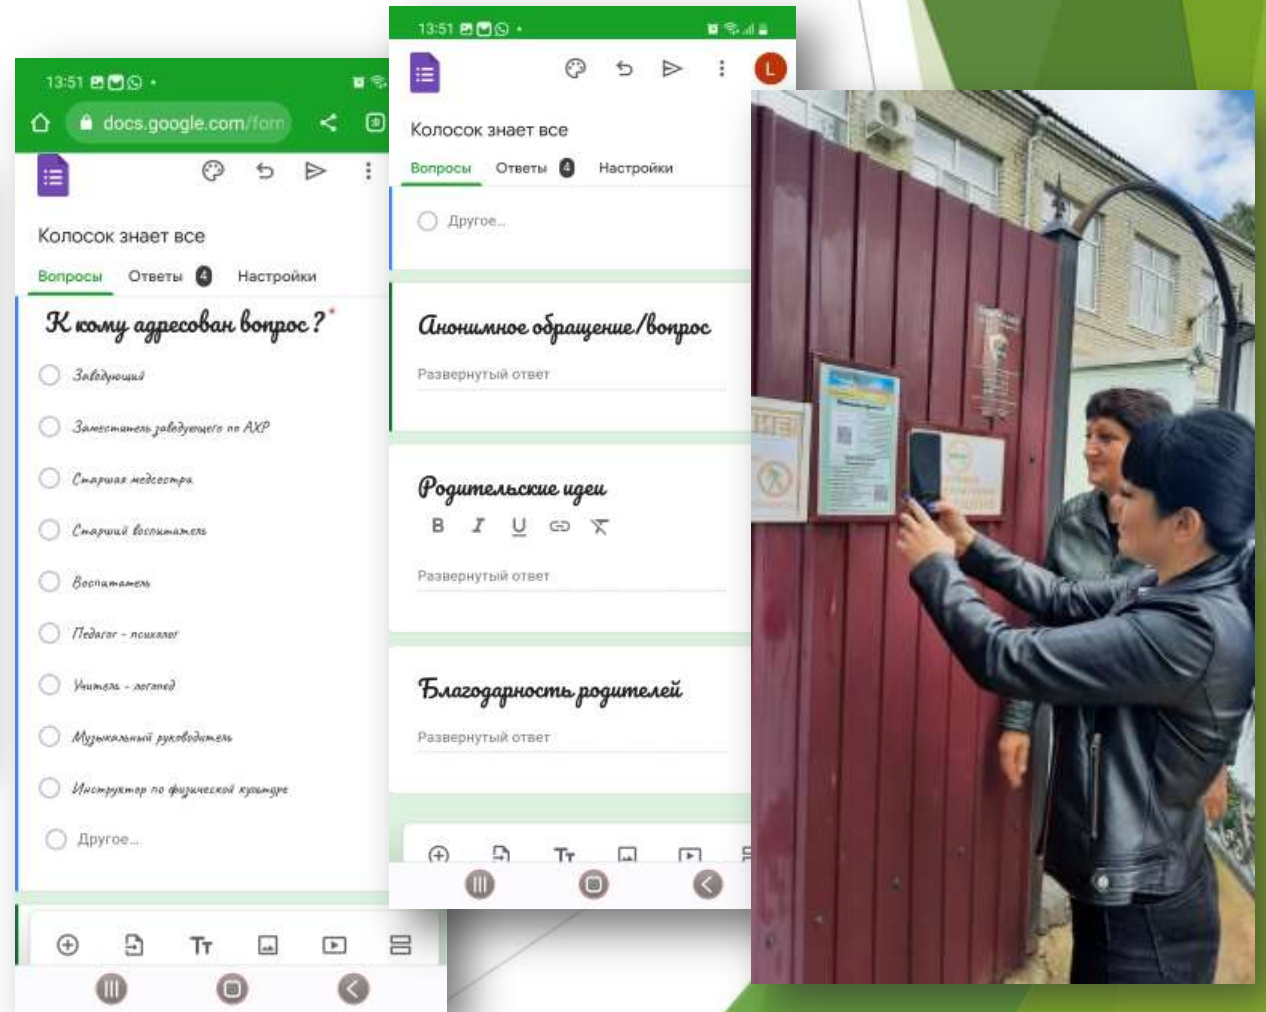 13:51
docs.google.com/forn
Колосок знает все
Вопросы Ответы 4 Настройки
К кому адресован вопрос? *
Заведующий
Заместитель заведующего по АХР
Старшая медсестра
Старший воспитатель
Воспитатель
Педагог - психолог
Учитель - логопед
Музыкальный руководитель
Инструктор по физической культуре
Другое...
13:51
L
Колосок знает все
Вопросы Ответы 4 Настройки
Другое...
Анонимное обращение/вопрос
Развернутый ответ
Родительские идеи
B I U
Развернутый ответ
Благодарность родителей
Развернутый ответ
Тт
Тт